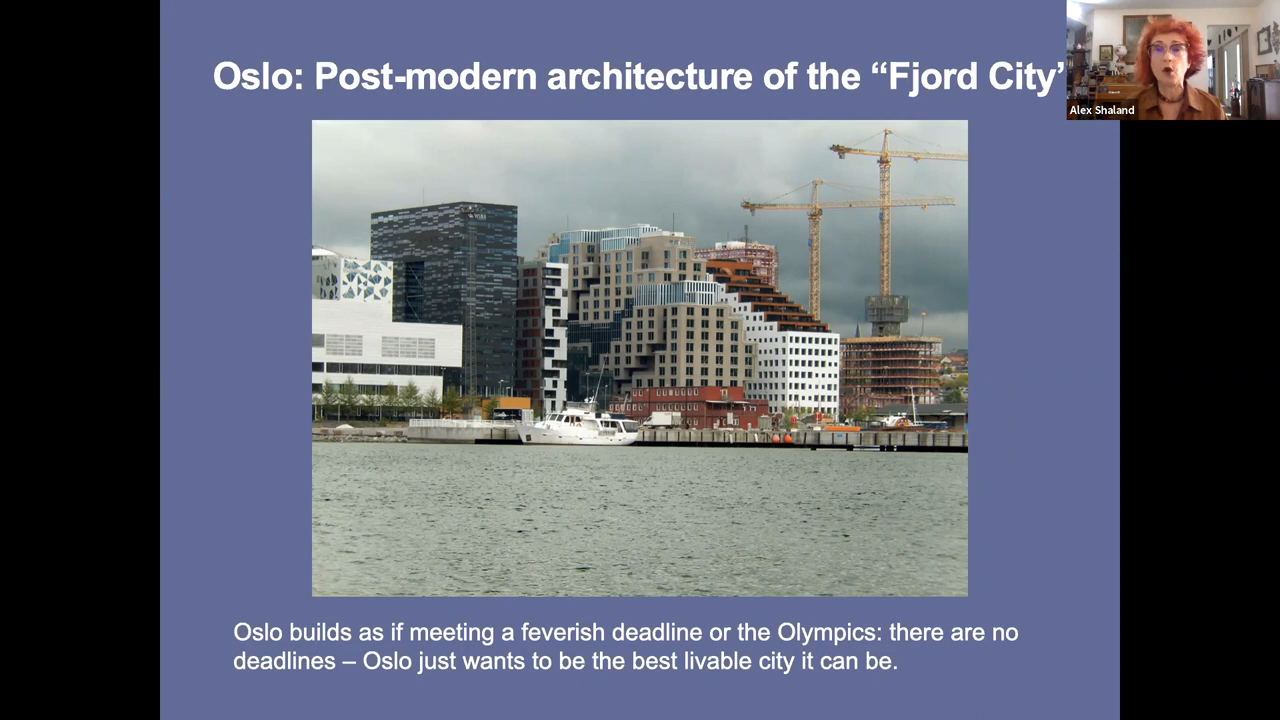 Oslo: Post-modern architecture of the “Fjord City’
Alex Shaland
Oslo builds as if meeting a feverish deadline or the Olympics: there are no
deadlines – Oslo just wants to be the best livable city it can be.